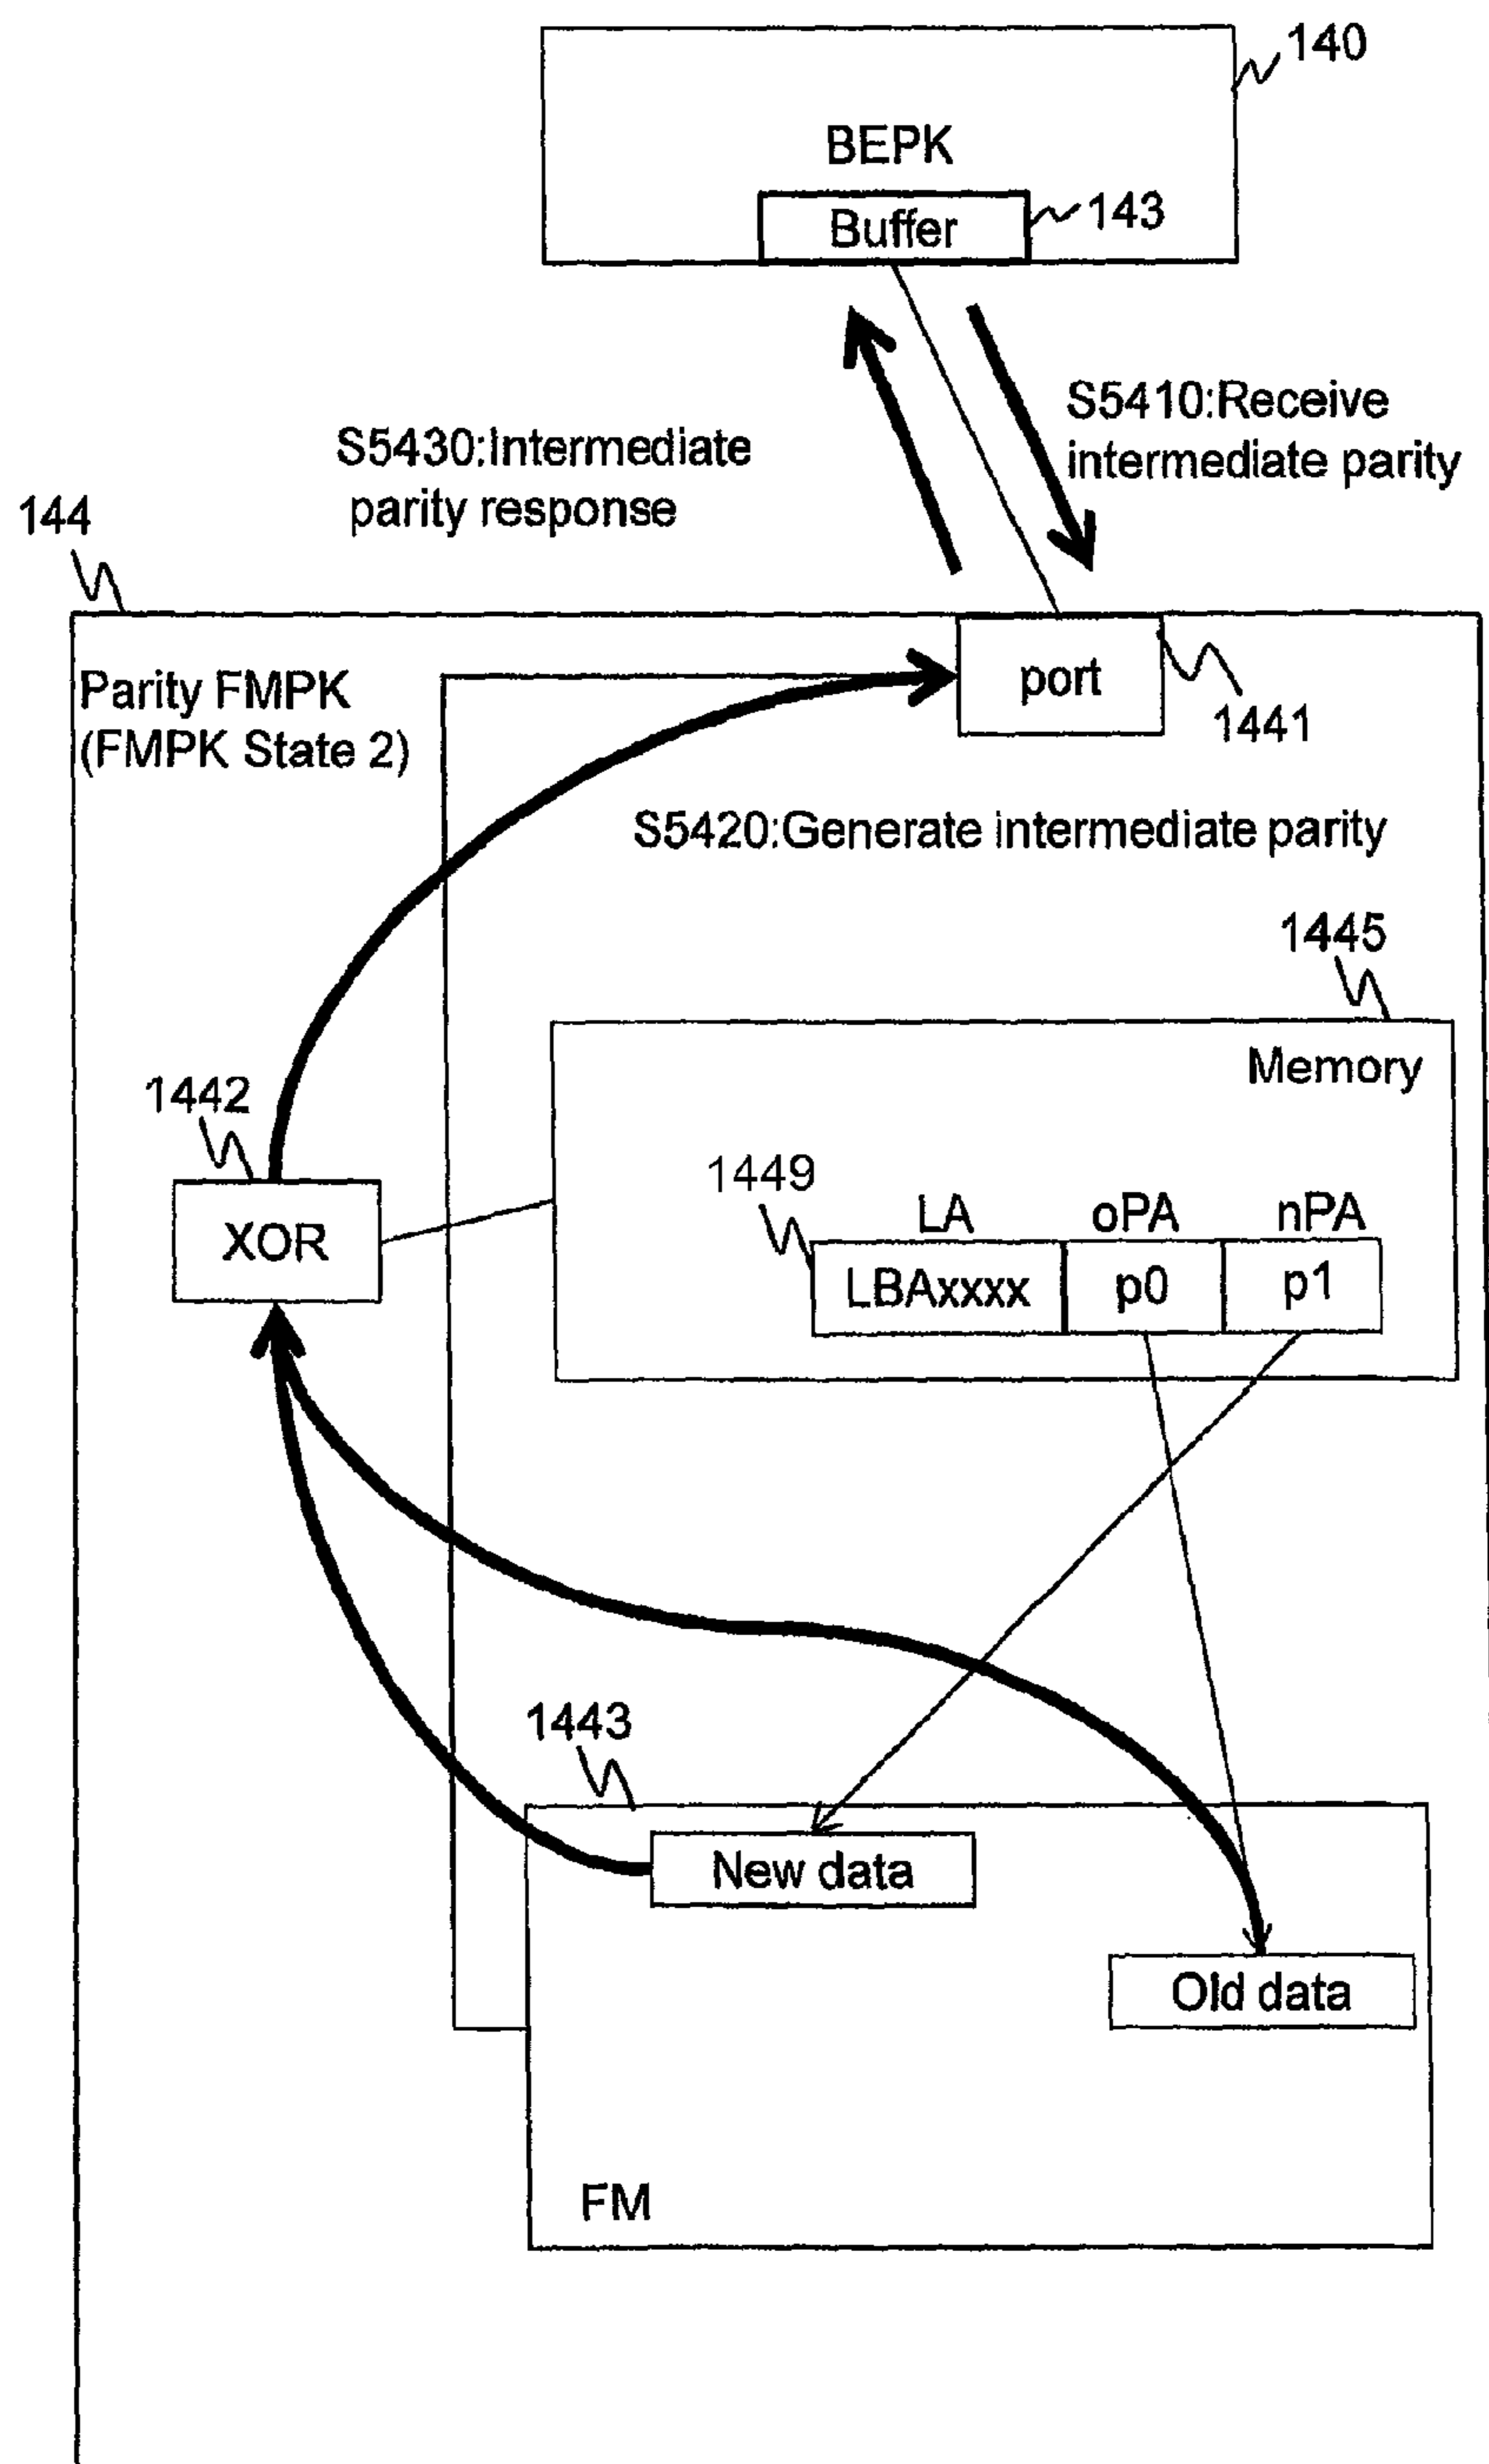 140
BEPK
Buffer
143
S5410:Receive
intermediate parity
S5430:Intermediate
parity response
144
Parity FMPK
(FMPK State 2)
port
1441
S5420:Generate intermediate parity
1445
Memory
1442
XOR
1449
LA oPA nPA
LBAxxxx p0 p1
1443
New data
Old data
FM